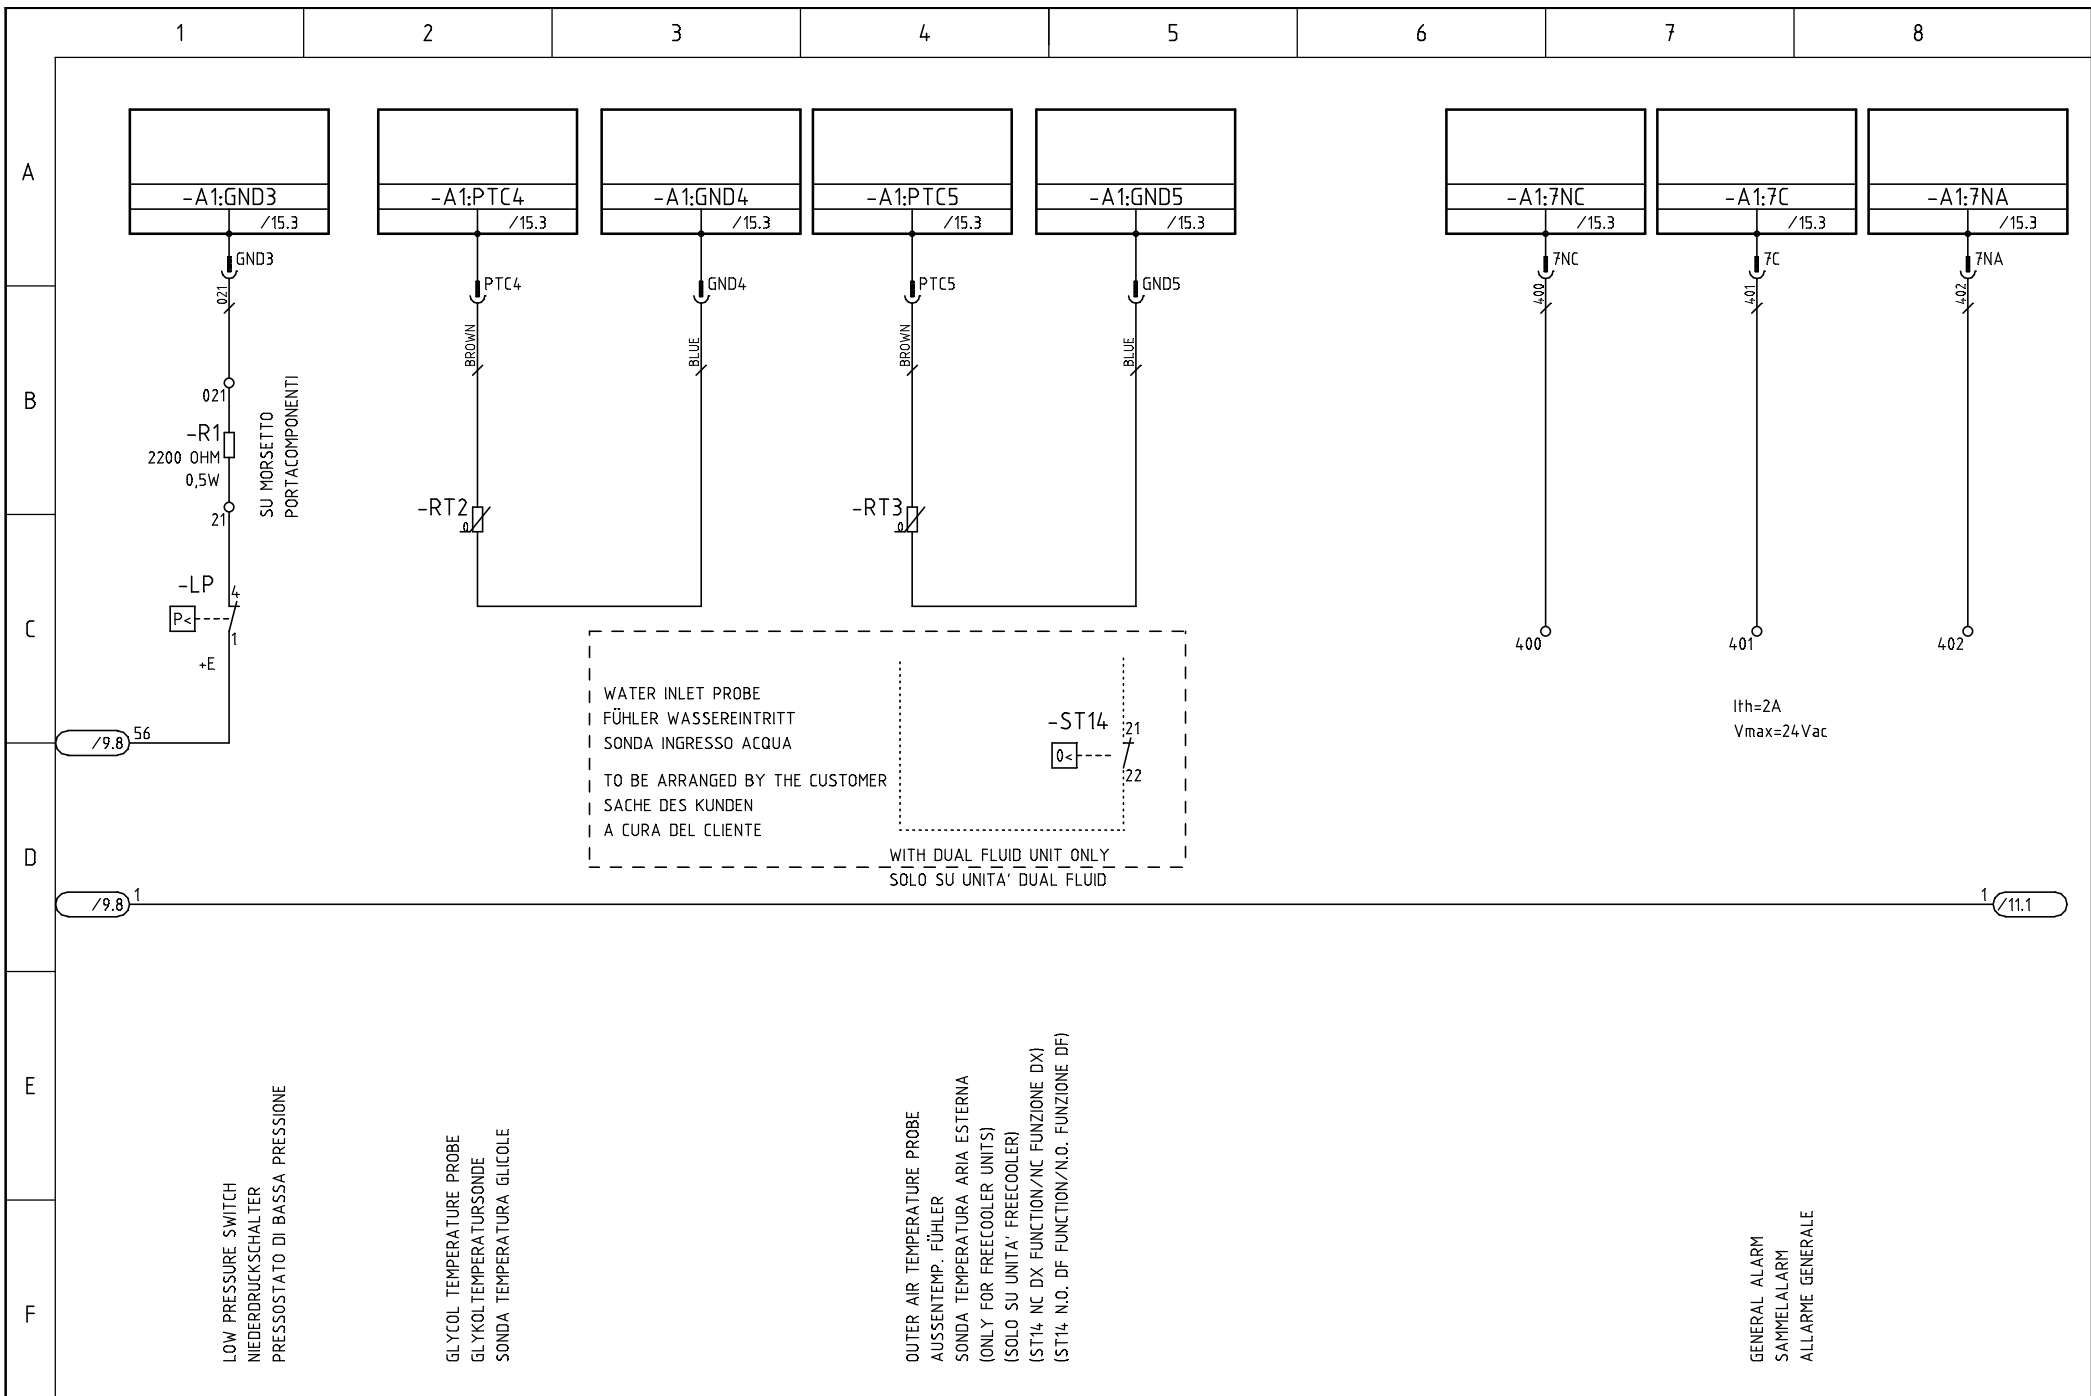 1 2 3 4 5 6 7 8
A
B
C
D
E
F
-A1:GND3
/15.3
GND3
021
021
-R1
2200 OHM
0,5W
21
SU MORSETTO
PORTACOMPONENTI
-LP
4
P<
1
+E
/9.8 56
-A1:PTC4
/15.3
PTC4
BROWN
-RT2
θ
-A1:GND4
/15.3
GND4
BLUE
-A1:PTC5
/15.3
PTC5
BROWN
-RT3
θ
-A1:GND5
/15.3
GND5
BLUE
WATER INLET PROBE
FÜHLER WASSEREINTRITT
SONDA INGRESSO ACQUA
TO BE ARRANGED BY THE CUSTOMER
SACHE DES KUNDEN
A CURA DEL CLIENTE
-ST14
21
θ<
22
WITH DUAL FLUID UNIT ONLY
SOLO SU UNITA' DUAL FLUID
-A1:7NC
/15.3
7NC
400
400
-A1:7C
/15.3
7C
401
401
-A1:7NA
/15.3
7NA
402
402
Ith=2A
Vmax=24Vac
/9.8 1
1 /11.1
LOW PRESSURE SWITCH
NIEDERDRUCKSCHALTER
PRESSOSTATO DI BASSA PRESSIONE
GLYCOL TEMPERATURE PROBE
GLYKOLTEMPERATURSONDE
SONDA TEMPERATURA GLICOLE
OUTER AIR TEMPERATURE PROBE
AUSSENTEMP. FÜHLER
SONDA TEMPERATURA ARIA ESTERNA
(ONLY FOR FREECOOLER UNITS)
(SOLO SU UNITA' FREECOOLER)
(ST14 NC DX FUNCTION/NC FUNZIONE DX)
(ST14 N.O. DF FUNCTION/N.O. FUNZIONE DF)
GENERAL ALARM
SAMMELALARM
ALLARME GENERALE